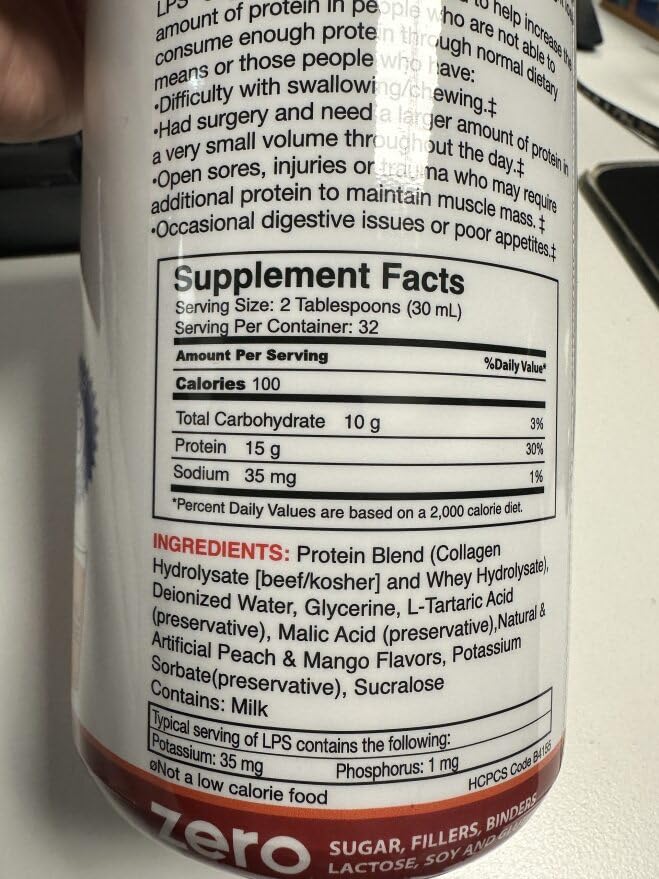 LPS
to help increase the
amount of protein in people who are not able to
consume enough protein through normal dietary
means or those people who have:
•Difficulty with swallowing/chewing.‡
•Had surgery and need a larger amount of protein in
a very small volume throughout the day.‡
•Open sores, injuries or trauma who may require
additional protein to maintain muscle mass.‡
•Occasional digestive issues or poor appetites.‡
Supplement Facts
Serving Size: 2 Tablespoons (30 mL)
Serving Per Container: 32
Amount Per Serving %Daily Value*
Calories 100
Total Carbohydrate 10 g 3%
Protein 15 g 30%
Sodium 35 mg 1%
*Percent Daily Values are based on a 2,000 calorie diet.
INGREDIENTS: Protein Blend (Collagen
Hydrolysate [beef/kosher] and Whey Hydrolysate),
Deionized Water, Glycerine, L-Tartaric Acid
(preservative), Malic Acid (preservative),Natural &
Artificial Peach & Mango Flavors, Potassium
Sorbate(preservative), Sucralose
Contains: Milk
Typical serving of LPS contains the following:
Potassium: 35 mg Phosphorus: 1 mg
øNot a low calorie food HCPCS Code B4155
zero SUGAR, FILLERS, BINDERS,
LACTOSE, SOY AND